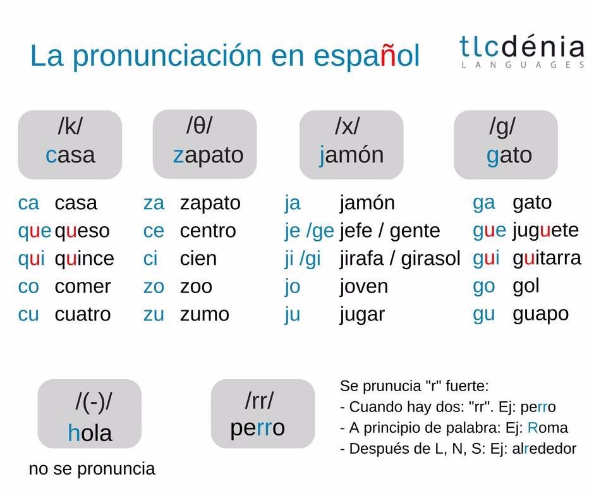 La pronunciación en español
tlcdénia
LANGUAGES
/k/
casa
/θ/
zapato
/x/
jamón
/g/
gato
ca casa
que queso
qui quince
co comer
cu cuatro
za zapato
ce centro
ci cien
zo zoo
zu zumo
ja jamón
je /ge jefe / gente
ji /gi jirafa / girasol
jo joven
ju jugar
ga gato
gue juguete
gui guitarra
go gol
gu guapo
/(-)/
hola
no se pronuncia
/rr/
perro
Se prunucia "r" fuerte:
- Cuando hay dos: "rr". Ej: perro
- A principio de palabra: Ej: Roma
- Después de L, N, S: Ej: alrededor